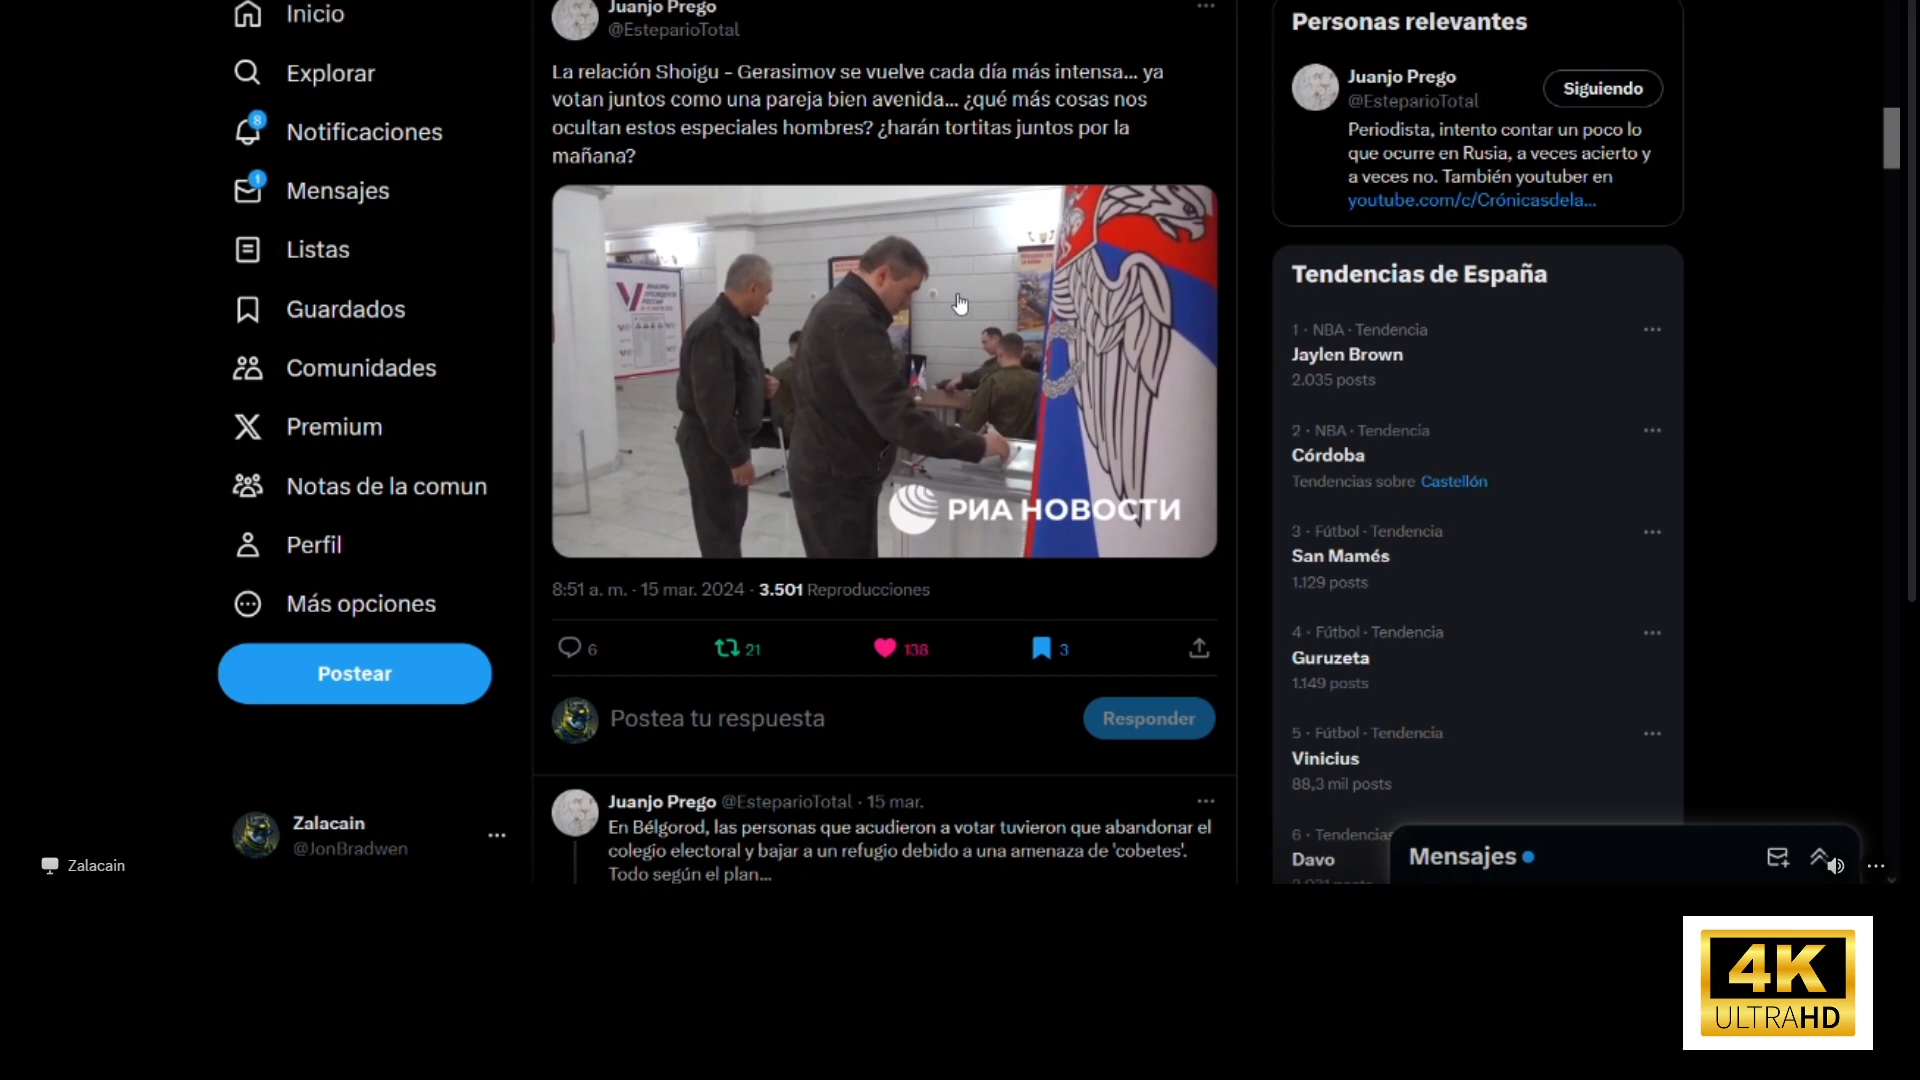 Inicio
Explorar
8
Notificaciones
1
Mensajes
Listas
Guardados
Comunidades
Premium
Notas de la comun
Perfil
Más opciones
Postear
Zalacain
@JonBradwen
Zalacain
Juanjo Prego
@EsteparioTotal
La relación Shoigu - Gerasimov se vuelve cada día más intensa... ya
votan juntos como una pareja bien avenida... ¿qué más cosas nos
ocultan estos especiales hombres? ¿harán tortitas juntos por la
mañana?
ВЫБОРЫ
ПРЕЗИДЕНТА
РОССИИ
РИА НОВОСТИ
8:51 a. m. · 15 mar. 2024 · 3.501 Reproducciones
6
21
138
3
Postea tu respuesta
Responder
Juanjo Prego @EsteparioTotal · 15 mar.
En Bélgorod, las personas que acudieron a votar tuvieron que abandonar el
colegio electoral y bajar a un refugio debido a una amenaza de 'cobetes'.
Todo según el plan...
Personas relevantes
Juanjo Prego
@EsteparioTotal
Siguiendo
Periodista, intento contar un poco lo
que ocurre en Rusia, a veces acierto y
a veces no. También youtuber en
youtube.com/c/Crónicasdela...
Tendencias de España
1 · NBA · Tendencia
Jaylen Brown
2.035 posts
2 · NBA · Tendencia
Córdoba
Tendencias sobre Castellón
3 · Fútbol · Tendencia
San Mamés
1.129 posts
4 · Fútbol · Tendencia
Guruzeta
1.149 posts
5 · Fútbol · Tendencia
Vinicius
88,3 mil posts
6 · Tendencias
Davo
Mensajes
4K
ULTRAHD